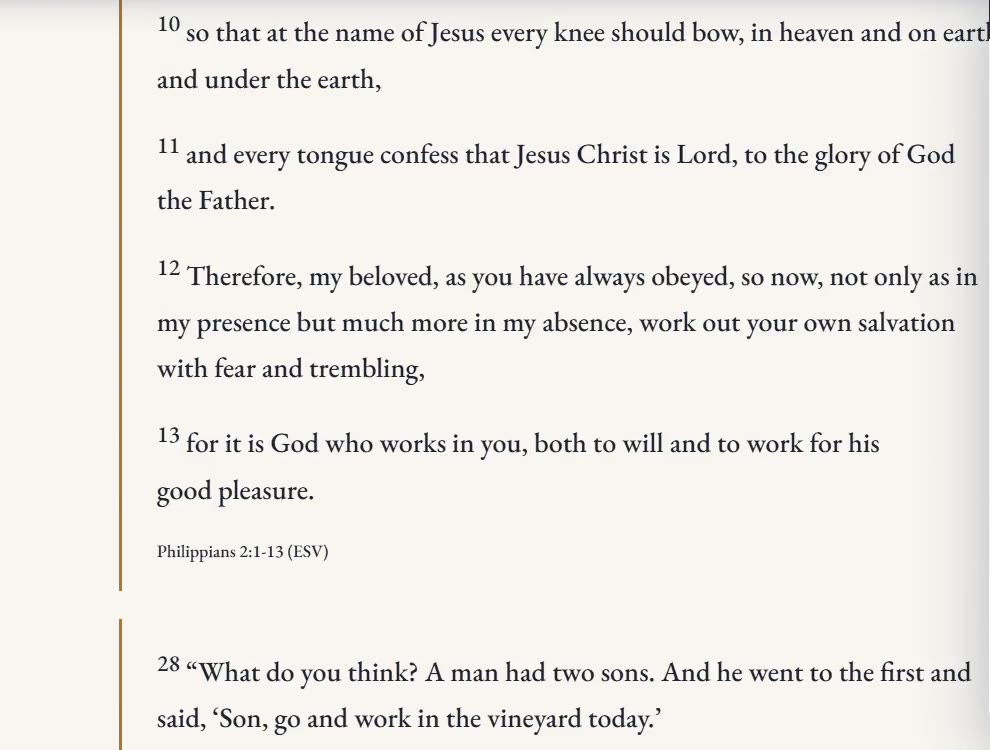 10 so that at the name of Jesus every knee should bow, in heaven and on earth
and under the earth,
11 and every tongue confess that Jesus Christ is Lord, to the glory of God
the Father.
12 Therefore, my beloved, as you have always obeyed, so now, not only as in
my presence but much more in my absence, work out your own salvation
with fear and trembling,
13 for it is God who works in you, both to will and to work for his
good pleasure.
Philippians 2:1-13 (ESV)
28 “What do you think? A man had two sons. And he went to the first and
said, ‘Son, go and work in the vineyard today.’